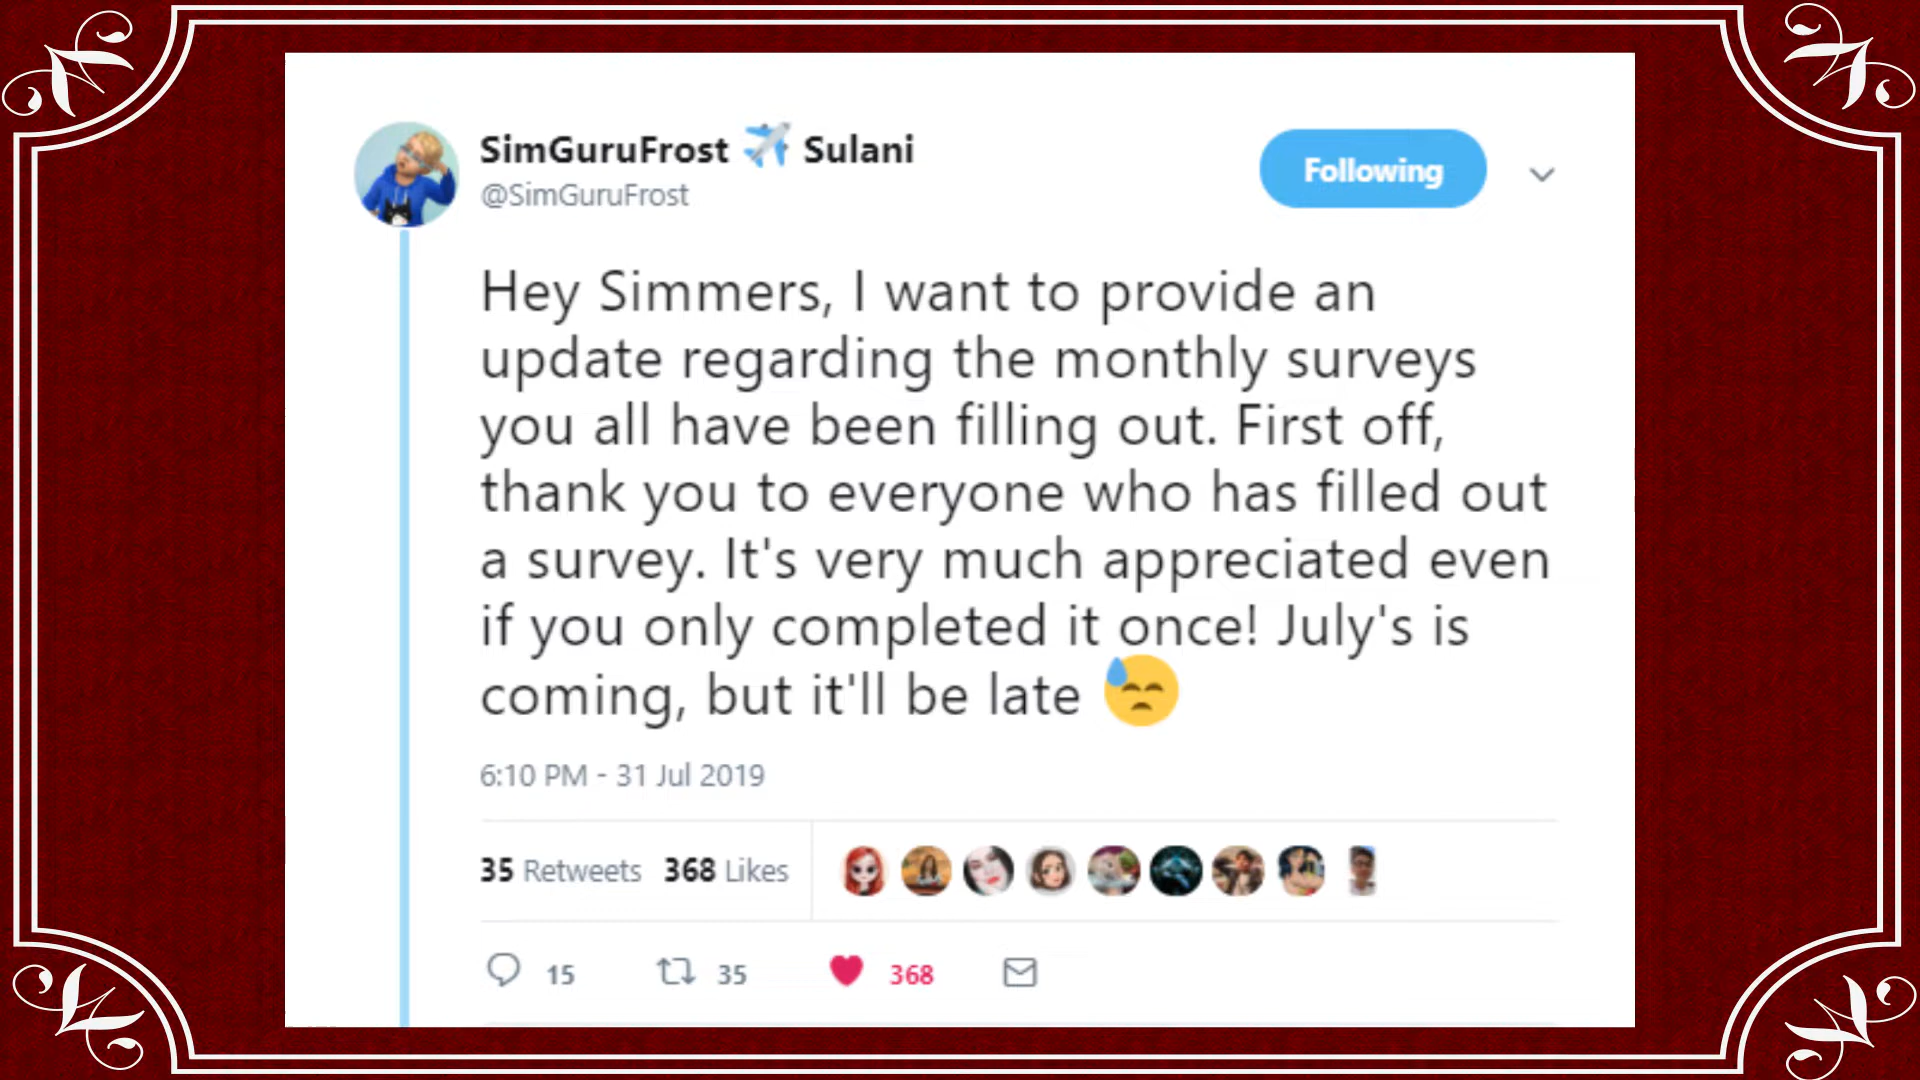 SimGuruFrost ✈️ Sulani
@SimGuruFrost
Following
Hey Simmers, I want to provide an
update regarding the monthly surveys
you all have been filling out. First off,
thank you to everyone who has filled out
a survey. It's very much appreciated even
if you only completed it once! July's is
coming, but it'll be late 😓
6:10 PM - 31 Jul 2019
35 Retweets 368 Likes
15 35 368